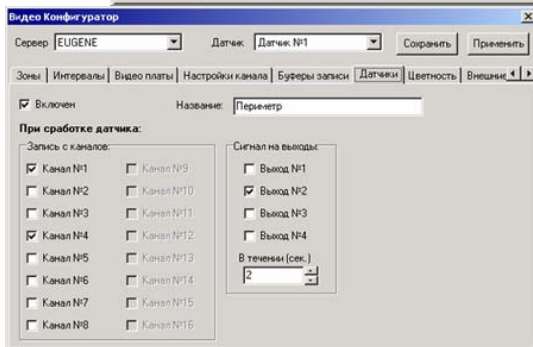 Видео Конфигуратор
Сервер EUGENE Датчик Датчик №1 Сохранить Применить
Зоны Интервалы Видео платы Настройки канала Буферы записи Датчики Цветность Внешние
Включен Название: Периметр
При сработке датчика:
Запись с каналов: Сигнал на выходы:
Канал №1 Канал №9 Выход №1
Канал №2 Канал №10 Выход №2
Канал №3 Канал №11 Выход №3
Канал №4 Канал №12 Выход №4
Канал №5 Канал №13 В течении (сек.)
Канал №6 Канал №14 2
Канал №7 Канал №15
Канал №8 Канал №16